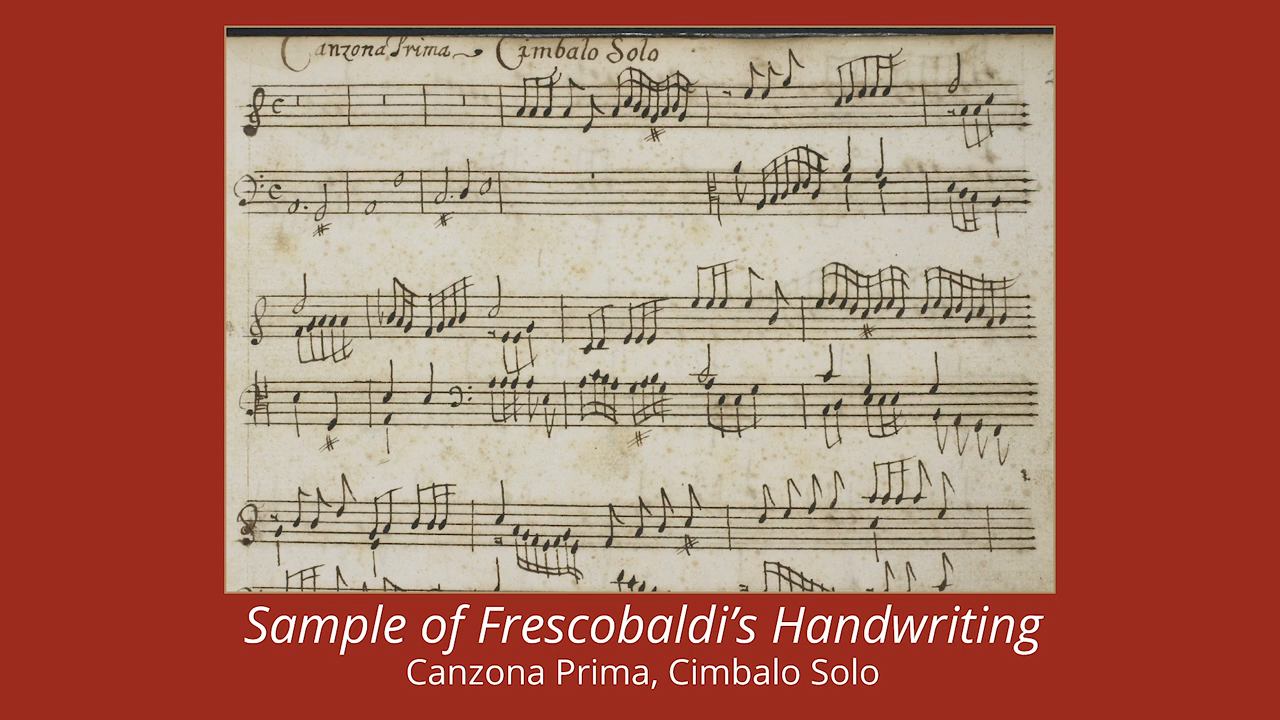 Canzona Prima Cimbalo Solo
Sample of Frescobaldi’s Handwriting
Canzona Prima, Cimbalo Solo